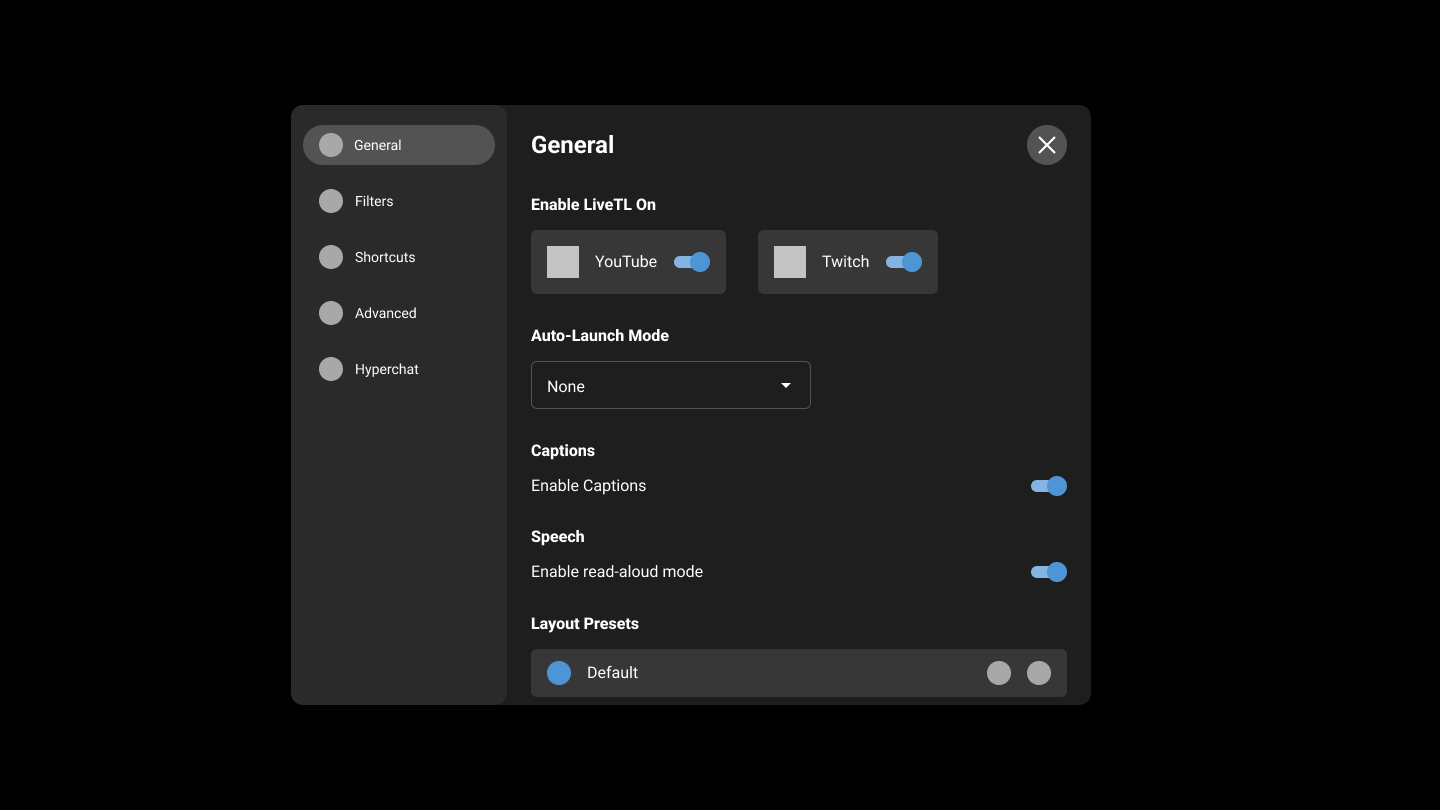 General
Filters
Shortcuts
Advanced
Hyperchat
General
Enable LiveTL On
YouTube
Twitch
Auto-Launch Mode
None
Captions
Enable Captions
Speech
Enable read-aloud mode
Layout Presets
Default